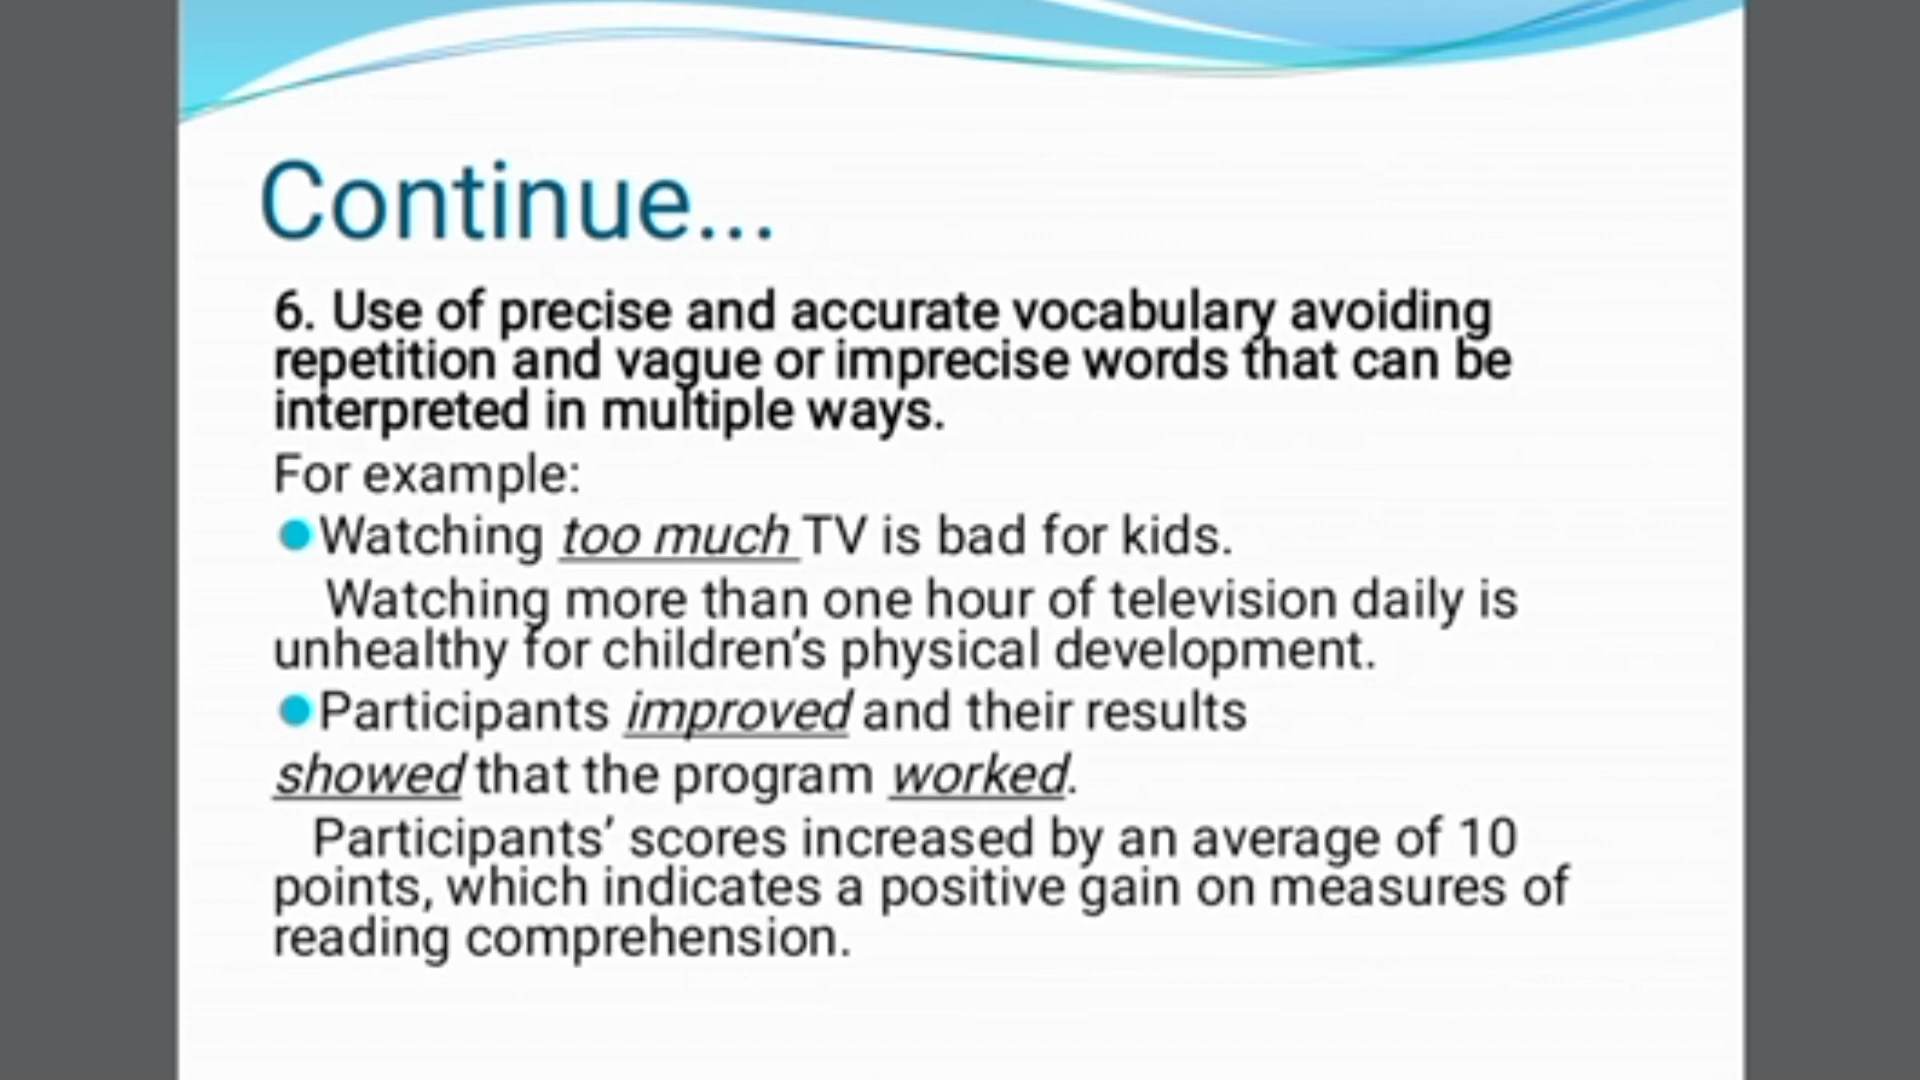 Continue...
6. Use of precise and accurate vocabulary avoiding
repetition and vague or imprecise words that can be
interpreted in multiple ways.
For example:
Watching too much TV is bad for kids.
Watching more than one hour of television daily is
unhealthy for children's physical development.
Participants improved and their results
showed that the program worked.
Participants' scores increased by an average of 10
points, which indicates a positive gain on measures of
reading comprehension.